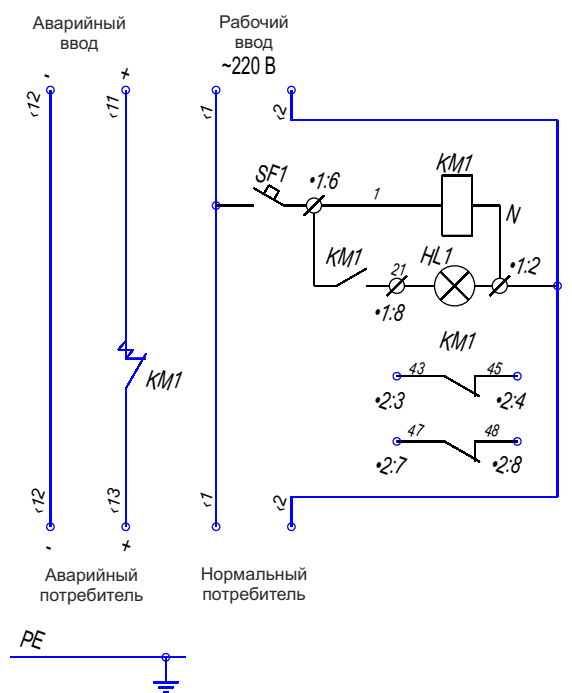 Аварийный
ввод
Рабочий
ввод
~220 В
-
+
‹12
‹11
‹1
‹2
SF1
•1:6
1
KM1
N
KM1
21
HL1
•1:2
•1:8
KM1
KM1
43
45
•2:3
•2:4
47
48
•2:7
•2:8
‹12
‹13
‹1
‹2
-
+
Аварийный
потребитель
Нормальный
потребитель
PE